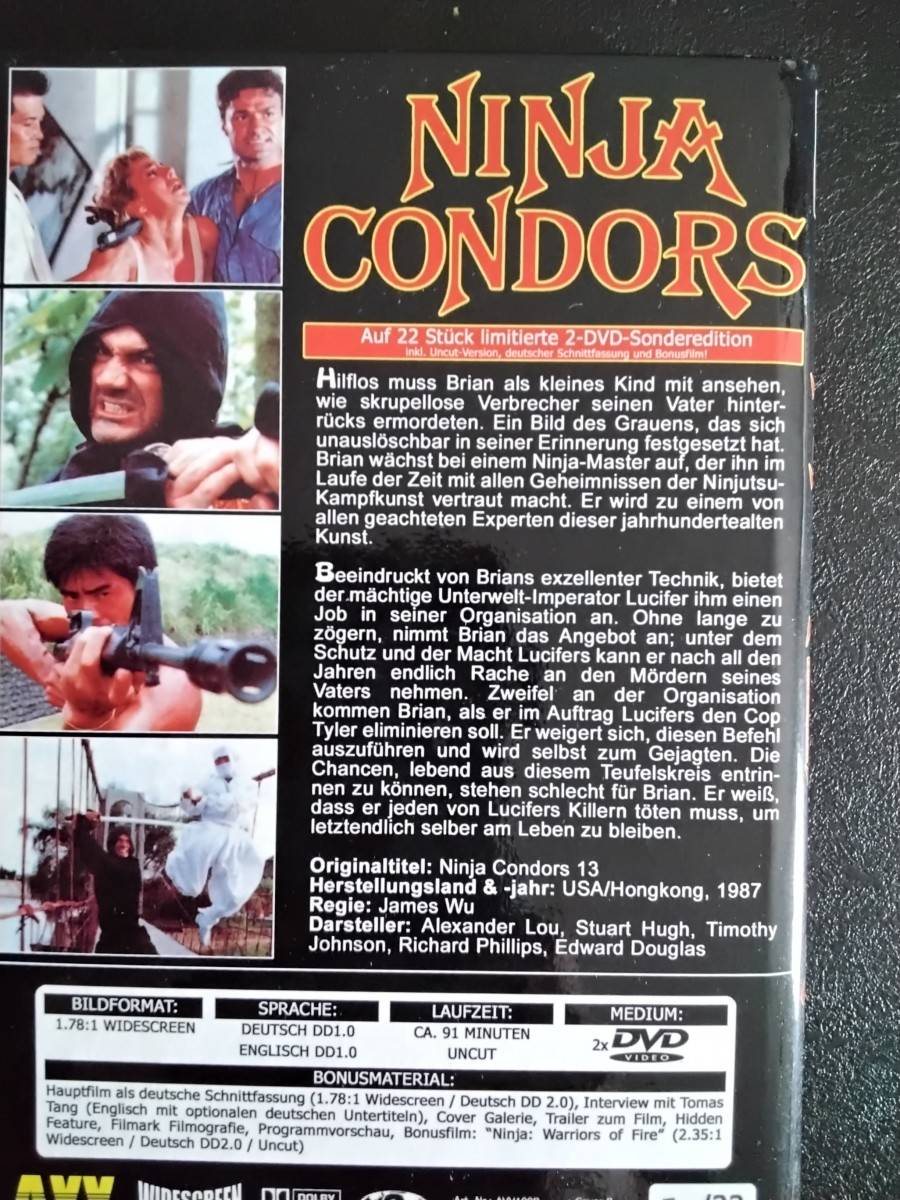 NINJA
CONDORS
Auf 22 Stück limitierte 2-DVD-Sonderedition
inkl. Uncut-Version, deutscher Schnittfassung und Bonusfilm!
Hilflos muss Brian als kleines Kind mit ansehen,
wie skrupellose Verbrecher seinen Vater hinter-
rücks ermordeten. Ein Bild des Grauens, das sich
unauslöschbar in seiner Erinnerung festgesetzt hat.
Brian wächst bei einem Ninja-Master auf, der ihn im
Laufe der Zeit mit allen Geheimnissen der Ninjutsu-
Kampfkunst vertraut macht. Er wird zu einem von
allen geachteten Experten dieser jahrhundertealten
Kunst.
Beeindruckt von Brians exzellenter Technik, bietet
der mächtige Unterwelt-Imperator Lucifer ihm einen
Job in seiner Organisation an. Ohne lange zu
zögern, nimmt Brian das Angebot an; unter dem
Schutz und der Macht Lucifers kann er nach all den
Jahren endlich Rache an den Mördern seines
Vaters nehmen. Zweifel an der Organisation
kommen Brian, als er im Auftrag Lucifers den Cop
Tyler eliminieren soll. Er weigert sich, diesen Befehl
auszuführen und wird selbst zum Gejagten. Die
Chancen, lebend aus diesem Teufelskreis entrin-
nen zu können, stehen schlecht für Brian. Er weiß,
dass er jeden von Lucifers Killern töten muss, um
letztendlich selber am Leben zu bleiben.
Originaltitel: Ninja Condors 13
Herstellungsland & -jahr: USA/Hongkong, 1987
Regie: James Wu
Darsteller: Alexander Lou, Stuart Hugh, Timothy
Johnson, Richard Phillips, Edward Douglas
BILDFORMAT:
1.78:1 WIDESCREEN
SPRACHE:
DEUTSCH DD1.0
ENGLISCH DD1.0
LAUFZEIT:
CA. 91 MINUTEN
UNCUT
MEDIUM:
2x DVD
VIDEO
BONUSMATERIAL:
Hauptfilm als deutsche Schnittfassung (1.78:1 Widescreen / Deutsch DD 2.0), Interview mit Tomas
Tang (Englisch mit optionalen deutschen Untertiteln), Cover Galerie, Trailer zum Film, Hidden
Feature, Filmark Filmografie, Programmvorschau, Bonusfilm: "Ninja: Warriors of Fire" (2.35:1
Widescreen / Deutsch DD2.0 / Uncut)
WIDESCREEN
DOLBY